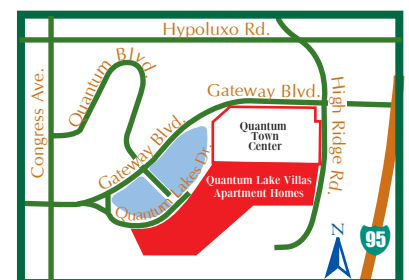 Hypoluxo Rd.
Congress Ave.
Quantum Blvd.
Gateway Blvd.
High Ridge Rd.
Quantum
Town
Center
Gateway Blvd.
Quantum Lakes Dr.
Quantum Lake Villas
Apartment Homes
N
95